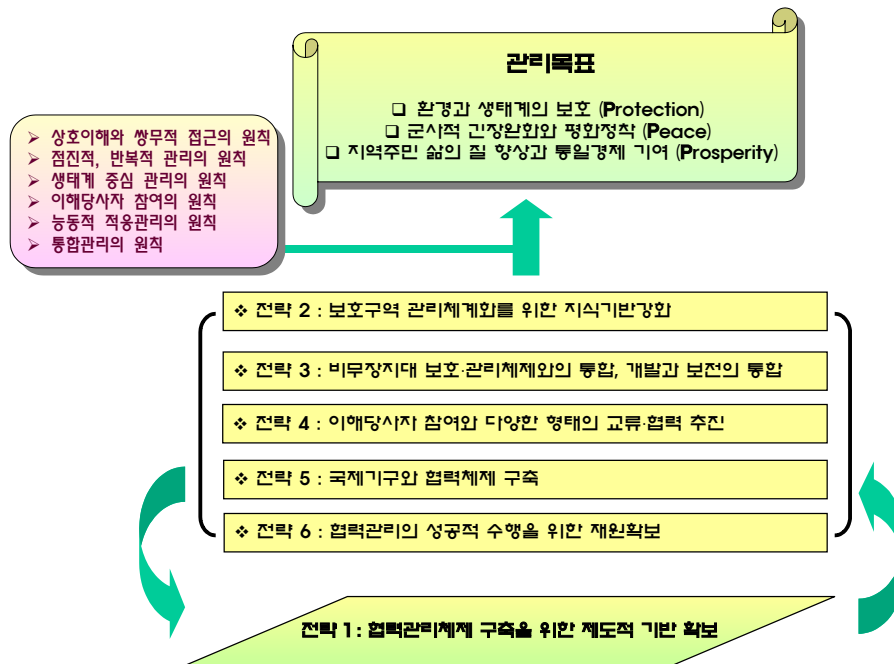 관리목표
❑ 환경과 생태계의 보호 (Protection)
❑ 군사적 긴장완화와 평화정착 (Peace)
❑ 지역주민 삶의 질 향상과 통일경제 기여 (Prosperity)
➢ 상호이해와 쌍무적 접근의 원칙
➢ 점진적, 반복적 관리의 원칙
➢ 생태계 중심 관리의 원칙
➢ 이해당사자 참여의 원칙
➢ 능동적 적응관리의 원칙
➢ 통합관리의 원칙
❖ 전략 2 : 보호구역 관리체계화를 위한 지식기반강화
❖ 전략 3 : 비무장지대 보호·관리체제와의 통합, 개발과 보전의 통합
❖ 전략 4 : 이해당사자 참여와 다양한 형태의 교류·협력 추진
❖ 전략 5 : 국제기구와 협력체제 구축
❖ 전략 6 : 협력관리의 성공적 수행을 위한 재원확보
전략 1 : 협력관리체제 구축을 위한 제도적 기반 확보